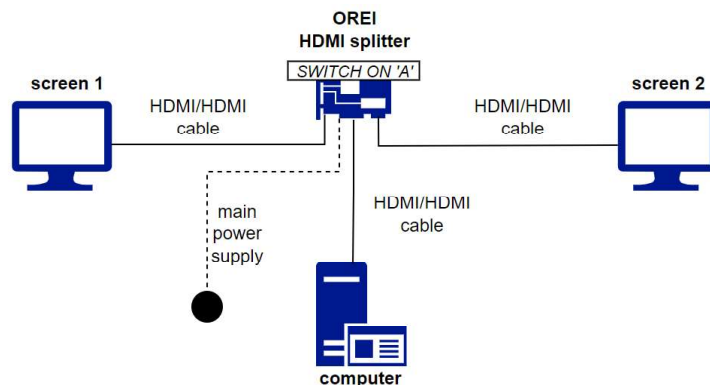 OREI
HDMI splitter
SWITCH ON 'A'
screen 1
screen 2
HDMI/HDMI
cable
HDMI/HDMI
cable
HDMI/HDMI
cable
main
power
supply
computer